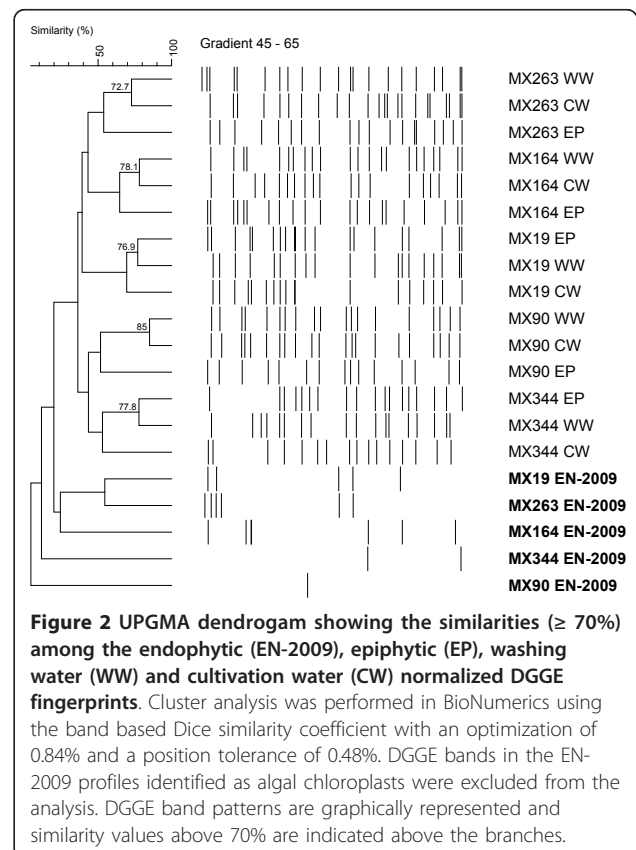 Similarity (%)
50
100
Gradient 45 - 65
72.7
MX263 WW
MX263 CW
MX263 EP
78.1
MX164 WW
MX164 CW
MX164 EP
76.9
MX19 EP
MX19 WW
MX19 CW
85
MX90 WW
MX90 CW
MX90 EP
77.8
MX344 EP
MX344 WW
MX344 CW
MX19 EN-2009
MX263 EN-2009
MX164 EN-2009
MX344 EN-2009
MX90 EN-2009
Figure 2 UPGMA dendrogam showing the similarities (≥ 70%)
among the endophytic (EN-2009), epiphytic (EP), washing
water (WW) and cultivation water (CW) normalized DGGE
fingerprints. Cluster analysis was performed in BioNumerics using
the band based Dice similarity coefficient with an optimization of
0.84% and a position tolerance of 0.48%. DGGE bands in the EN-
2009 profiles identified as algal chloroplasts were excluded from the
analysis. DGGE band patterns are graphically represented and
similarity values above 70% are indicated above the branches.